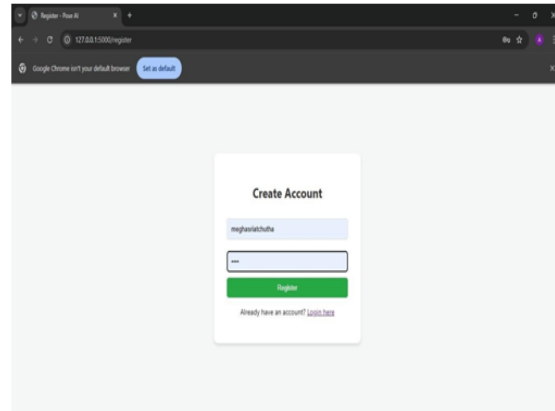 Register - Pose AI
127.0.0.1:5000/register
Google Chrome isn't your default browser Set as default
Create Account
meghasriatchutha
••••
Register
Already have an account? Login here